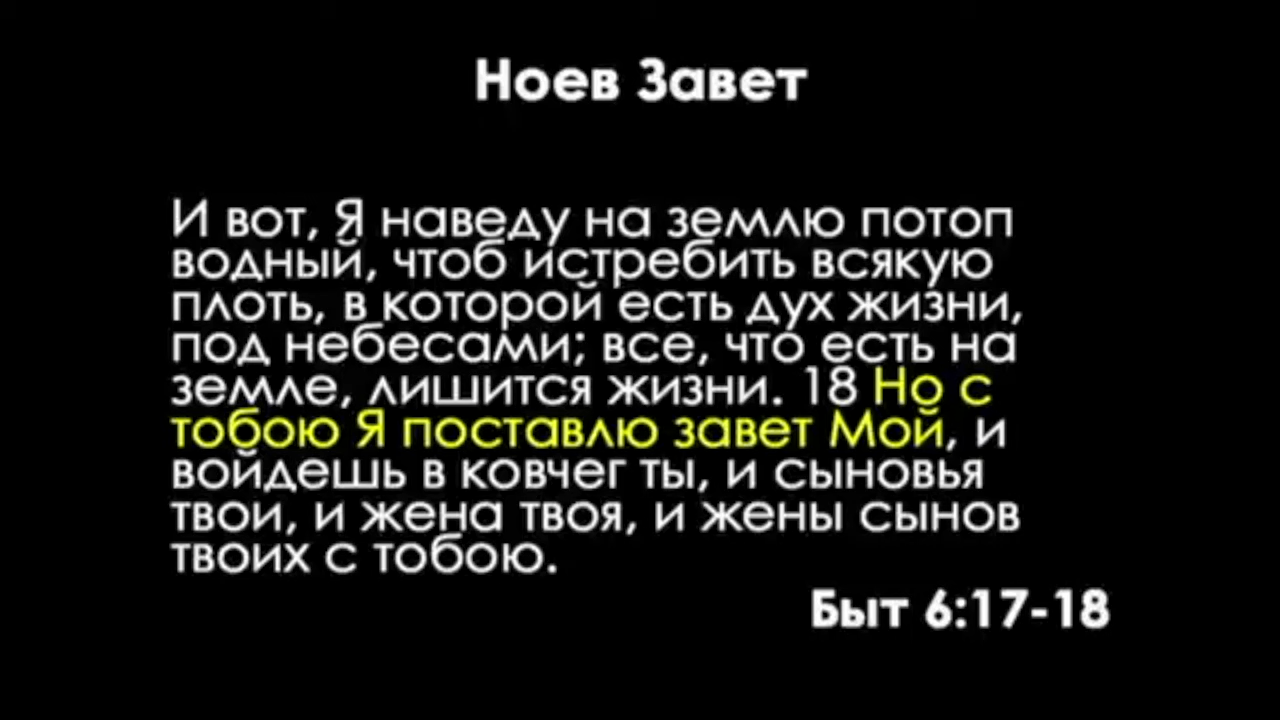 Ноев Завет
И вот, Я наведу на землю потоп
водный, чтоб истребить всякую
плоть, в которой есть дух жизни,
под небесами; все, что есть на
земле, лишится жизни. 18 Но с
тобою Я поставлю завет Мой, и
войдешь в ковчег ты, и сыновья
твои, и жена твоя, и жены сынов
твоих с тобою.
Быт 6:17-18